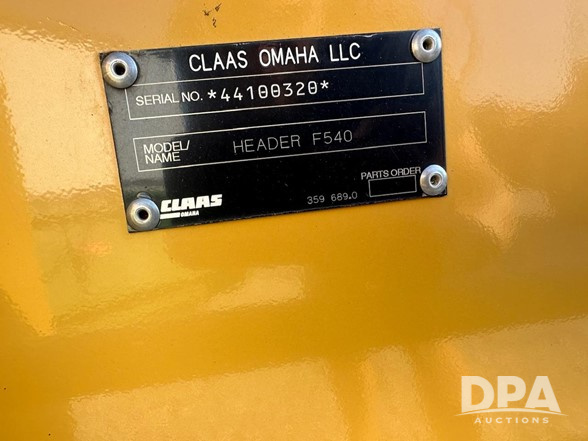 CLAAS OMAHA LLC
SERIAL NO. *44100320*
MODEL/
NAME HEADER F540
PARTS ORDER
359 689.0
CLAAS
OMAHA
DPA
AUCTIONS